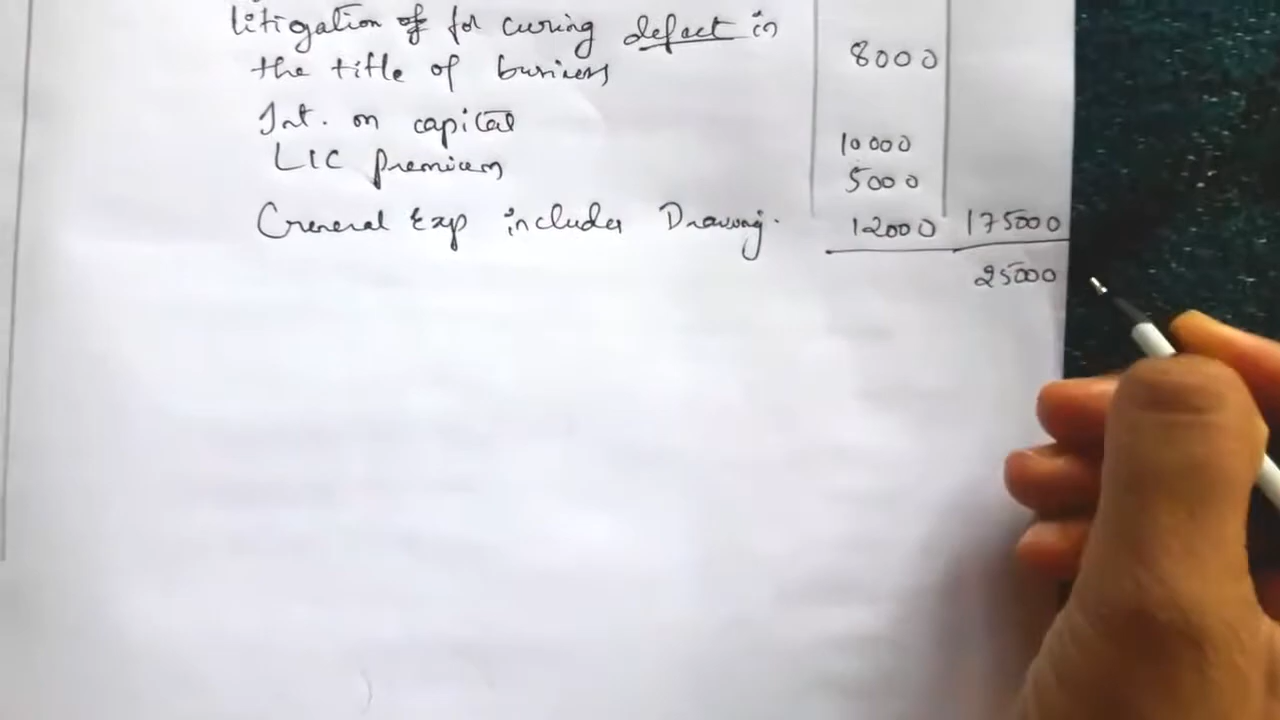 litigation of for curing defect in
the title of business 8000
Int. on capital 10000
LIC premium 5000
General Exp includes Drawing. 12000 175000
25000